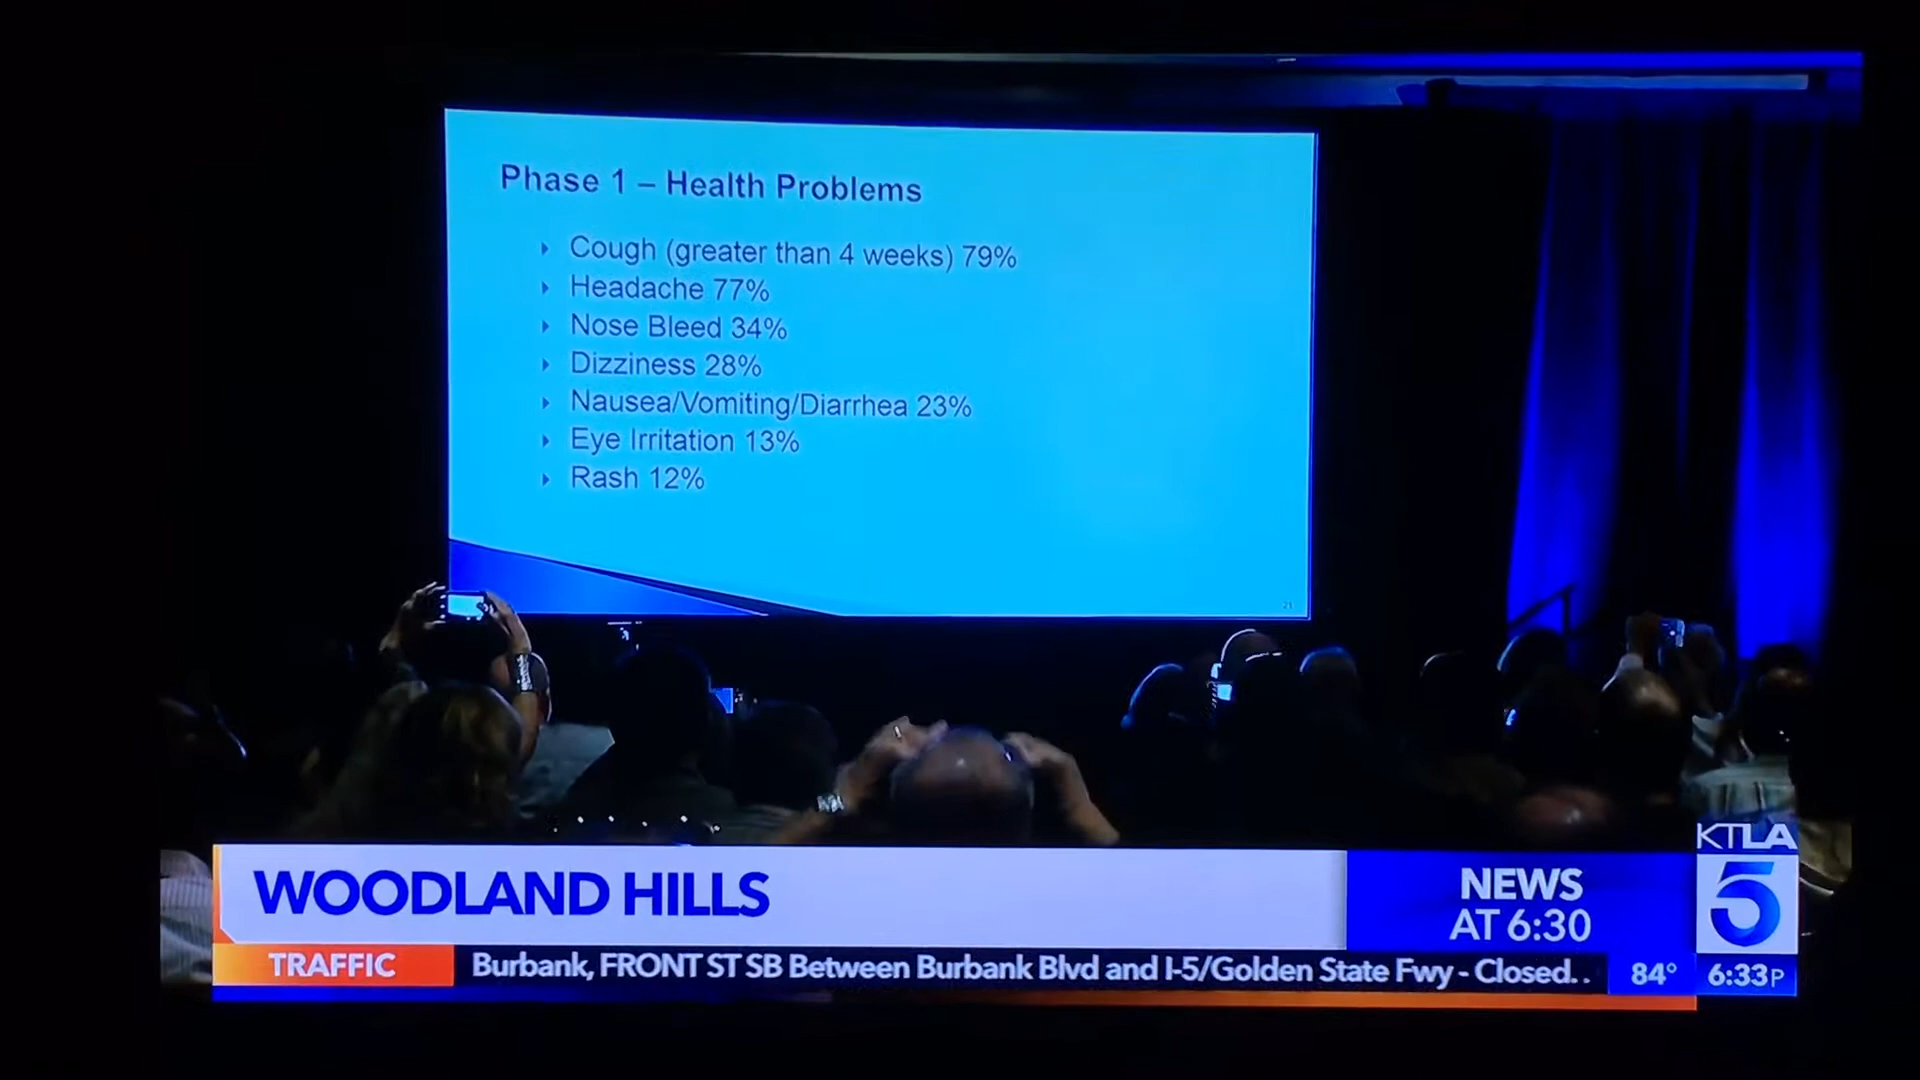 Phase 1 – Health Problems
Cough (greater than 4 weeks) 79%
Headache 77%
Nose Bleed 34%
Dizziness 28%
Nausea/Vomiting/Diarrhea 23%
Eye Irritation 13%
Rash 12%
21
WOODLAND HILLS
NEWS
AT 6:30
KTLA
5
TRAFFIC
Burbank, FRONT ST SB Between Burbank Blvd and I-5/Golden State Fwy - Closed..
84°
6:33P